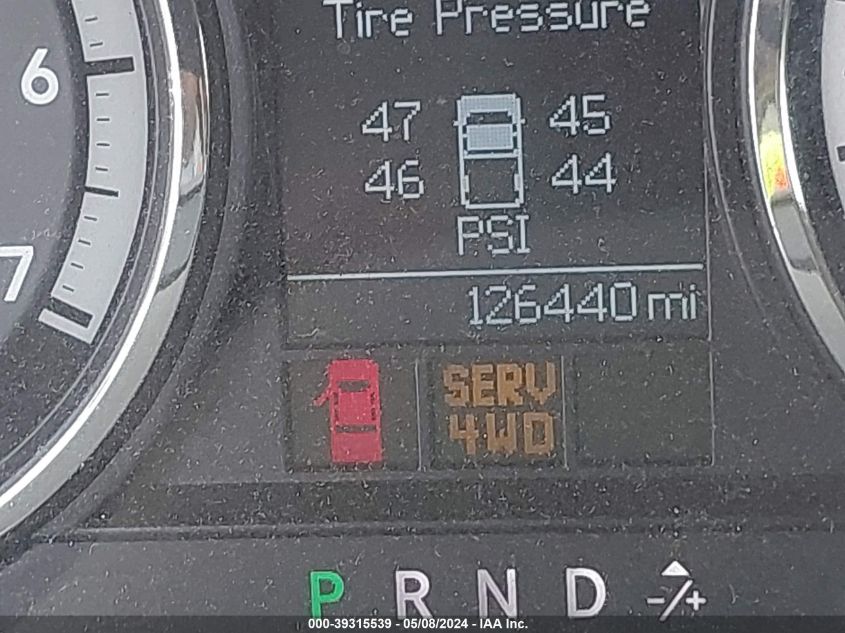 Tire Pressure
6
47 45
46 44
PSI
7
126440 mi
SERV
4WD
P R N D -/+
000-39315539 - 05/08/2024 - IAA Inc.